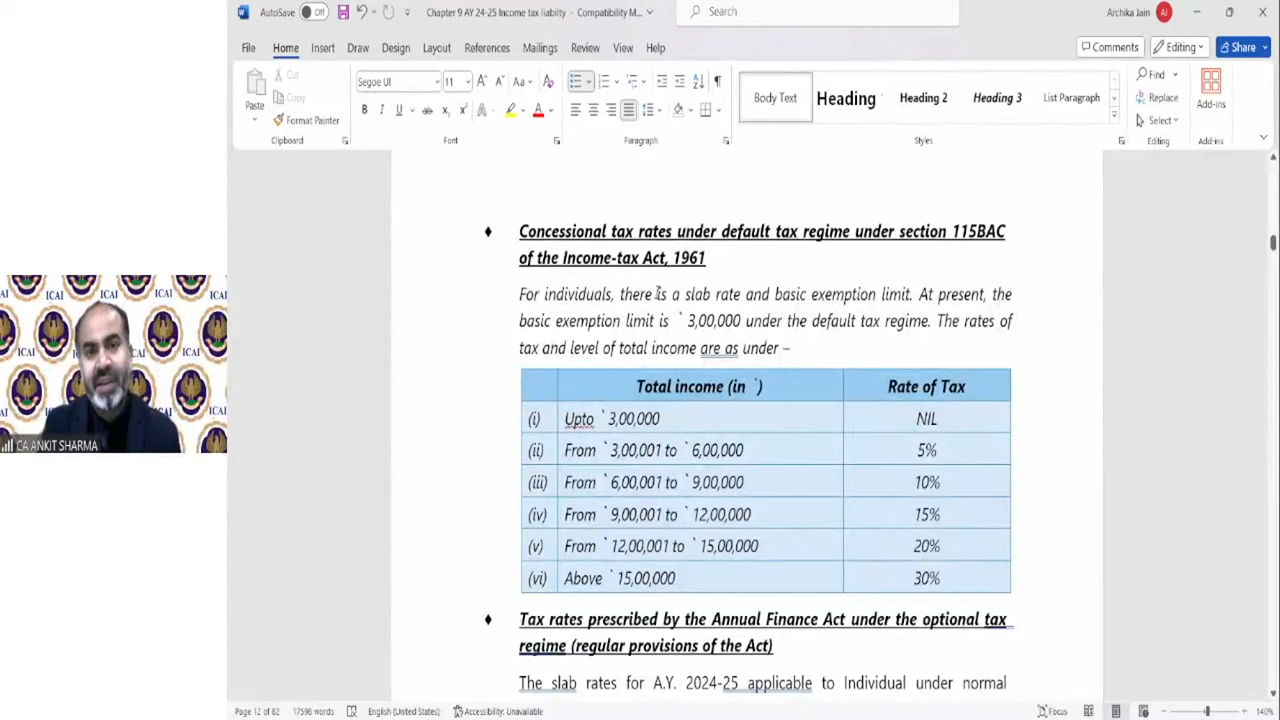 AutoSave Off Chapter 9 AY 24-25 Income tax liabilty - Compatibility M... Search Archika Jain AJ
File Home Insert Draw Design Layout References Mailings Review View Help Comments Editing Share
Paste Cut Copy Format Painter Segoe UI 11 Body Text Heading Heading 2 Heading 3 List Paragraph Find Replace Select Add-ins
Clipboard Font Paragraph Styles Editing Add-ins
ICAI
CA ANKIT SHARMA
♦ Concessional tax rates under default tax regime under section 115BAC
of the Income-tax Act, 1961
For individuals, there is a slab rate and basic exemption limit. At present, the
basic exemption limit is ` 3,00,000 under the default tax regime. The rates of
tax and level of total income are as under –
Total income (in `) Rate of Tax
(i) Upto ` 3,00,000 NIL
(ii) From ` 3,00,001 to ` 6,00,000 5%
(iii) From ` 6,00,001 to ` 9,00,000 10%
(iv) From ` 9,00,001 to ` 12,00,000 15%
(v) From ` 12,00,001 to ` 15,00,000 20%
(vi) Above ` 15,00,000 30%
♦ Tax rates prescribed by the Annual Finance Act under the optional tax
regime (regular provisions of the Act)
The slab rates for A.Y. 2024-25 applicable to Individual under normal
Page 12 of 82 17598 words English (United Kingdom) Accessibility: Unavailable Focus 140%